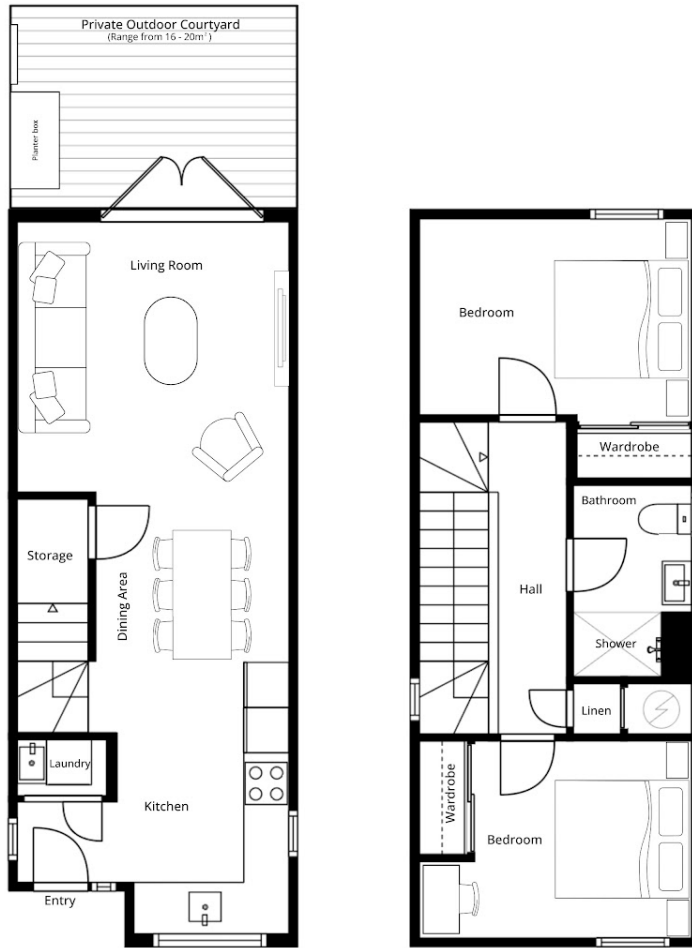 Private Outdoor Courtyard
(Range from 16 - 20m²)
Planter box
Living Room
Storage
Dining Area
Laundry
Kitchen
Entry
Bedroom
Wardrobe
Bathroom
Hall
Shower
Linen
Wardrobe
Bedroom